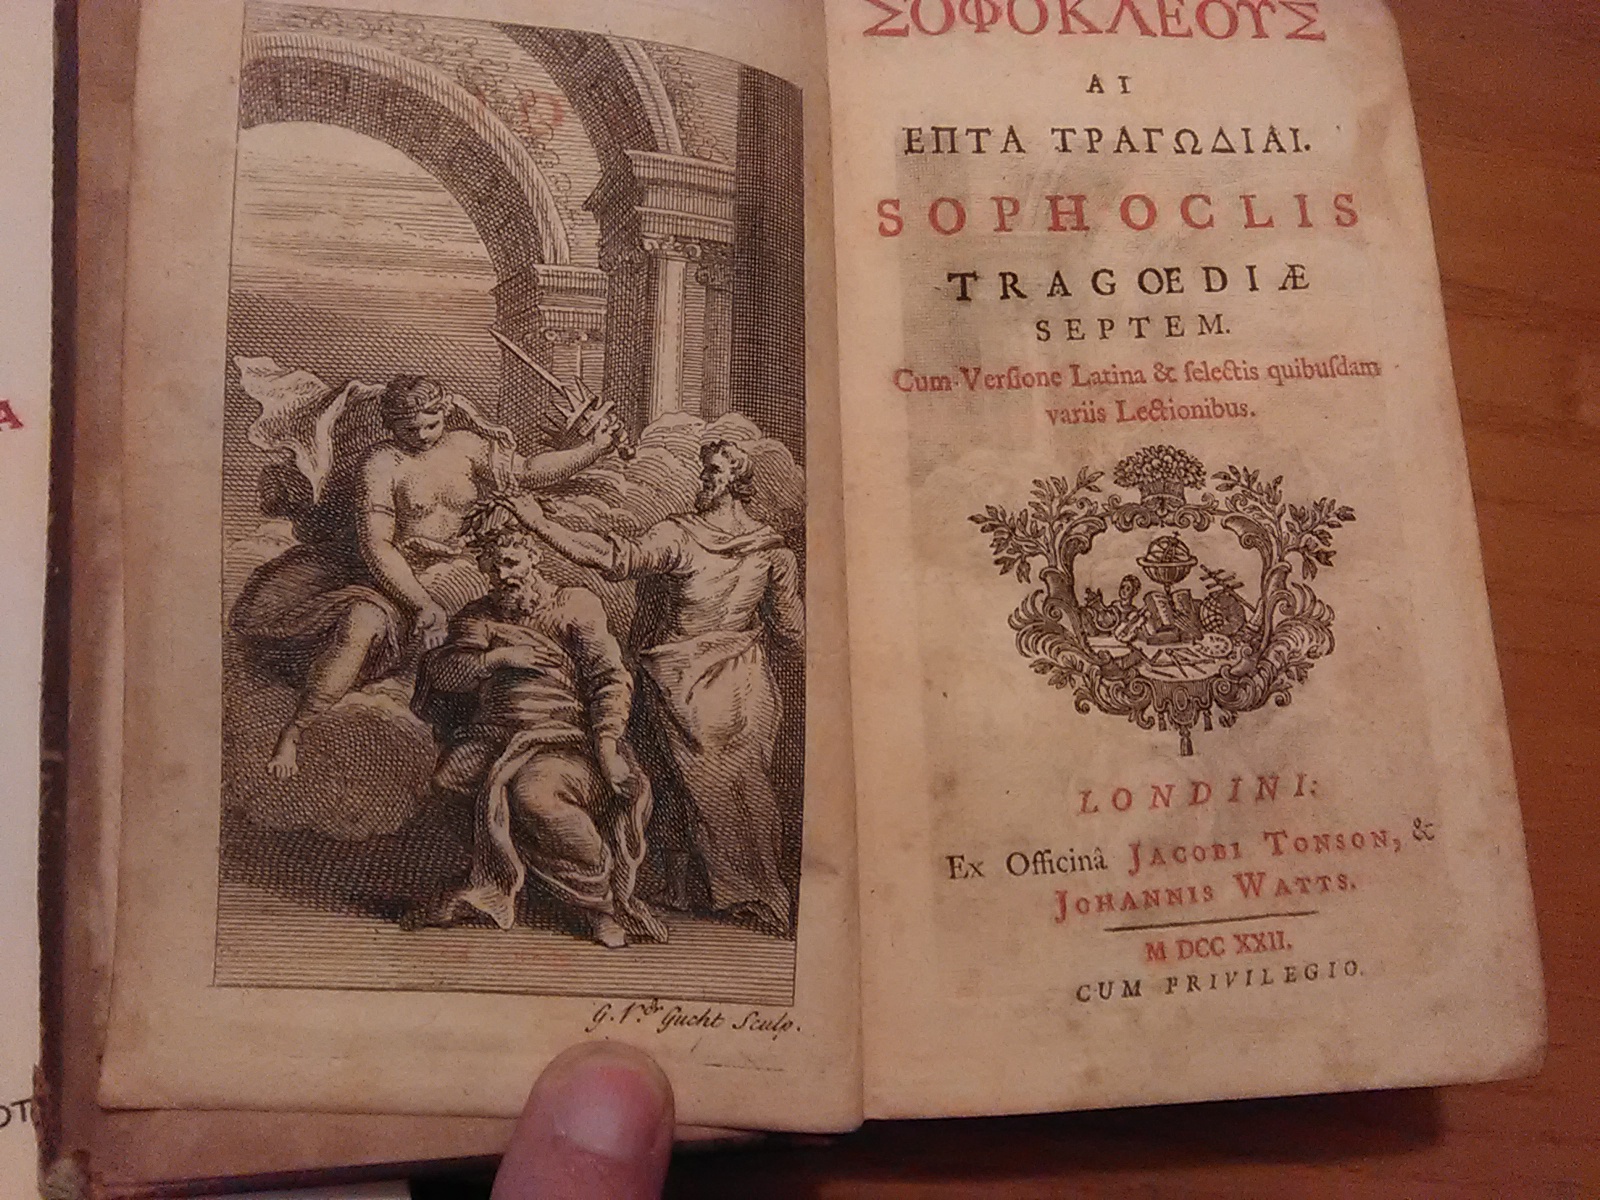 ΣΟΦΟΚΛΕΟΥΣ
ΑΙ
ΕΠΤΑ ΤΡΑΓΩΔΙΑΙ.
SOPHOCLIS
TRAGOEDIÆ
SEPTEM.
Cum Verſione Latina & ſelectis quibuſdam
variis Lectionibus.
LONDINI:
Ex Officinâ JACOBI TONSON, &
JOHANNIS WATTS.
M DCC XXII.
CUM PRIVILEGIO.
G. V.dr Gucht Sculp.
A